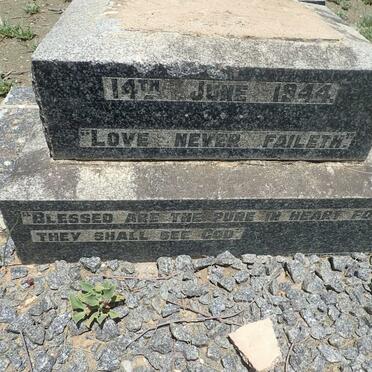 14TH JUNE 1944.
"LOVE NEVER FAILETH"
"BLESSED ARE THE PURE IN HEART FO
THEY SHALL SEE GOD"